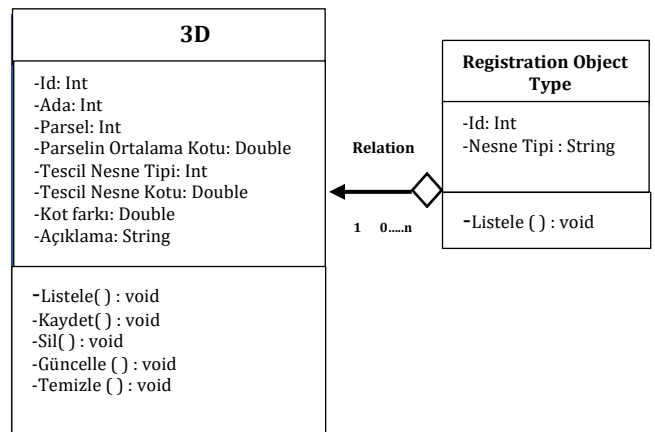 3D
-Id: Int
-Ada: Int
-Parsel: Int
-Parselin Ortalama Kotu: Double
-Tescil Nesne Tipi: Int
-Tescil Nesne Kotu: Double
-Kot farkı: Double
-Açıklama: String
-Listele( ) : void
-Kaydet( ) : void
-Sil( ) : void
-Güncelle ( ) : void
-Temizle ( ) : void
Relation
1 0.....n
Registration Object
Type
-Id: Int
-Nesne Tipi : String
-Listele ( ) : void